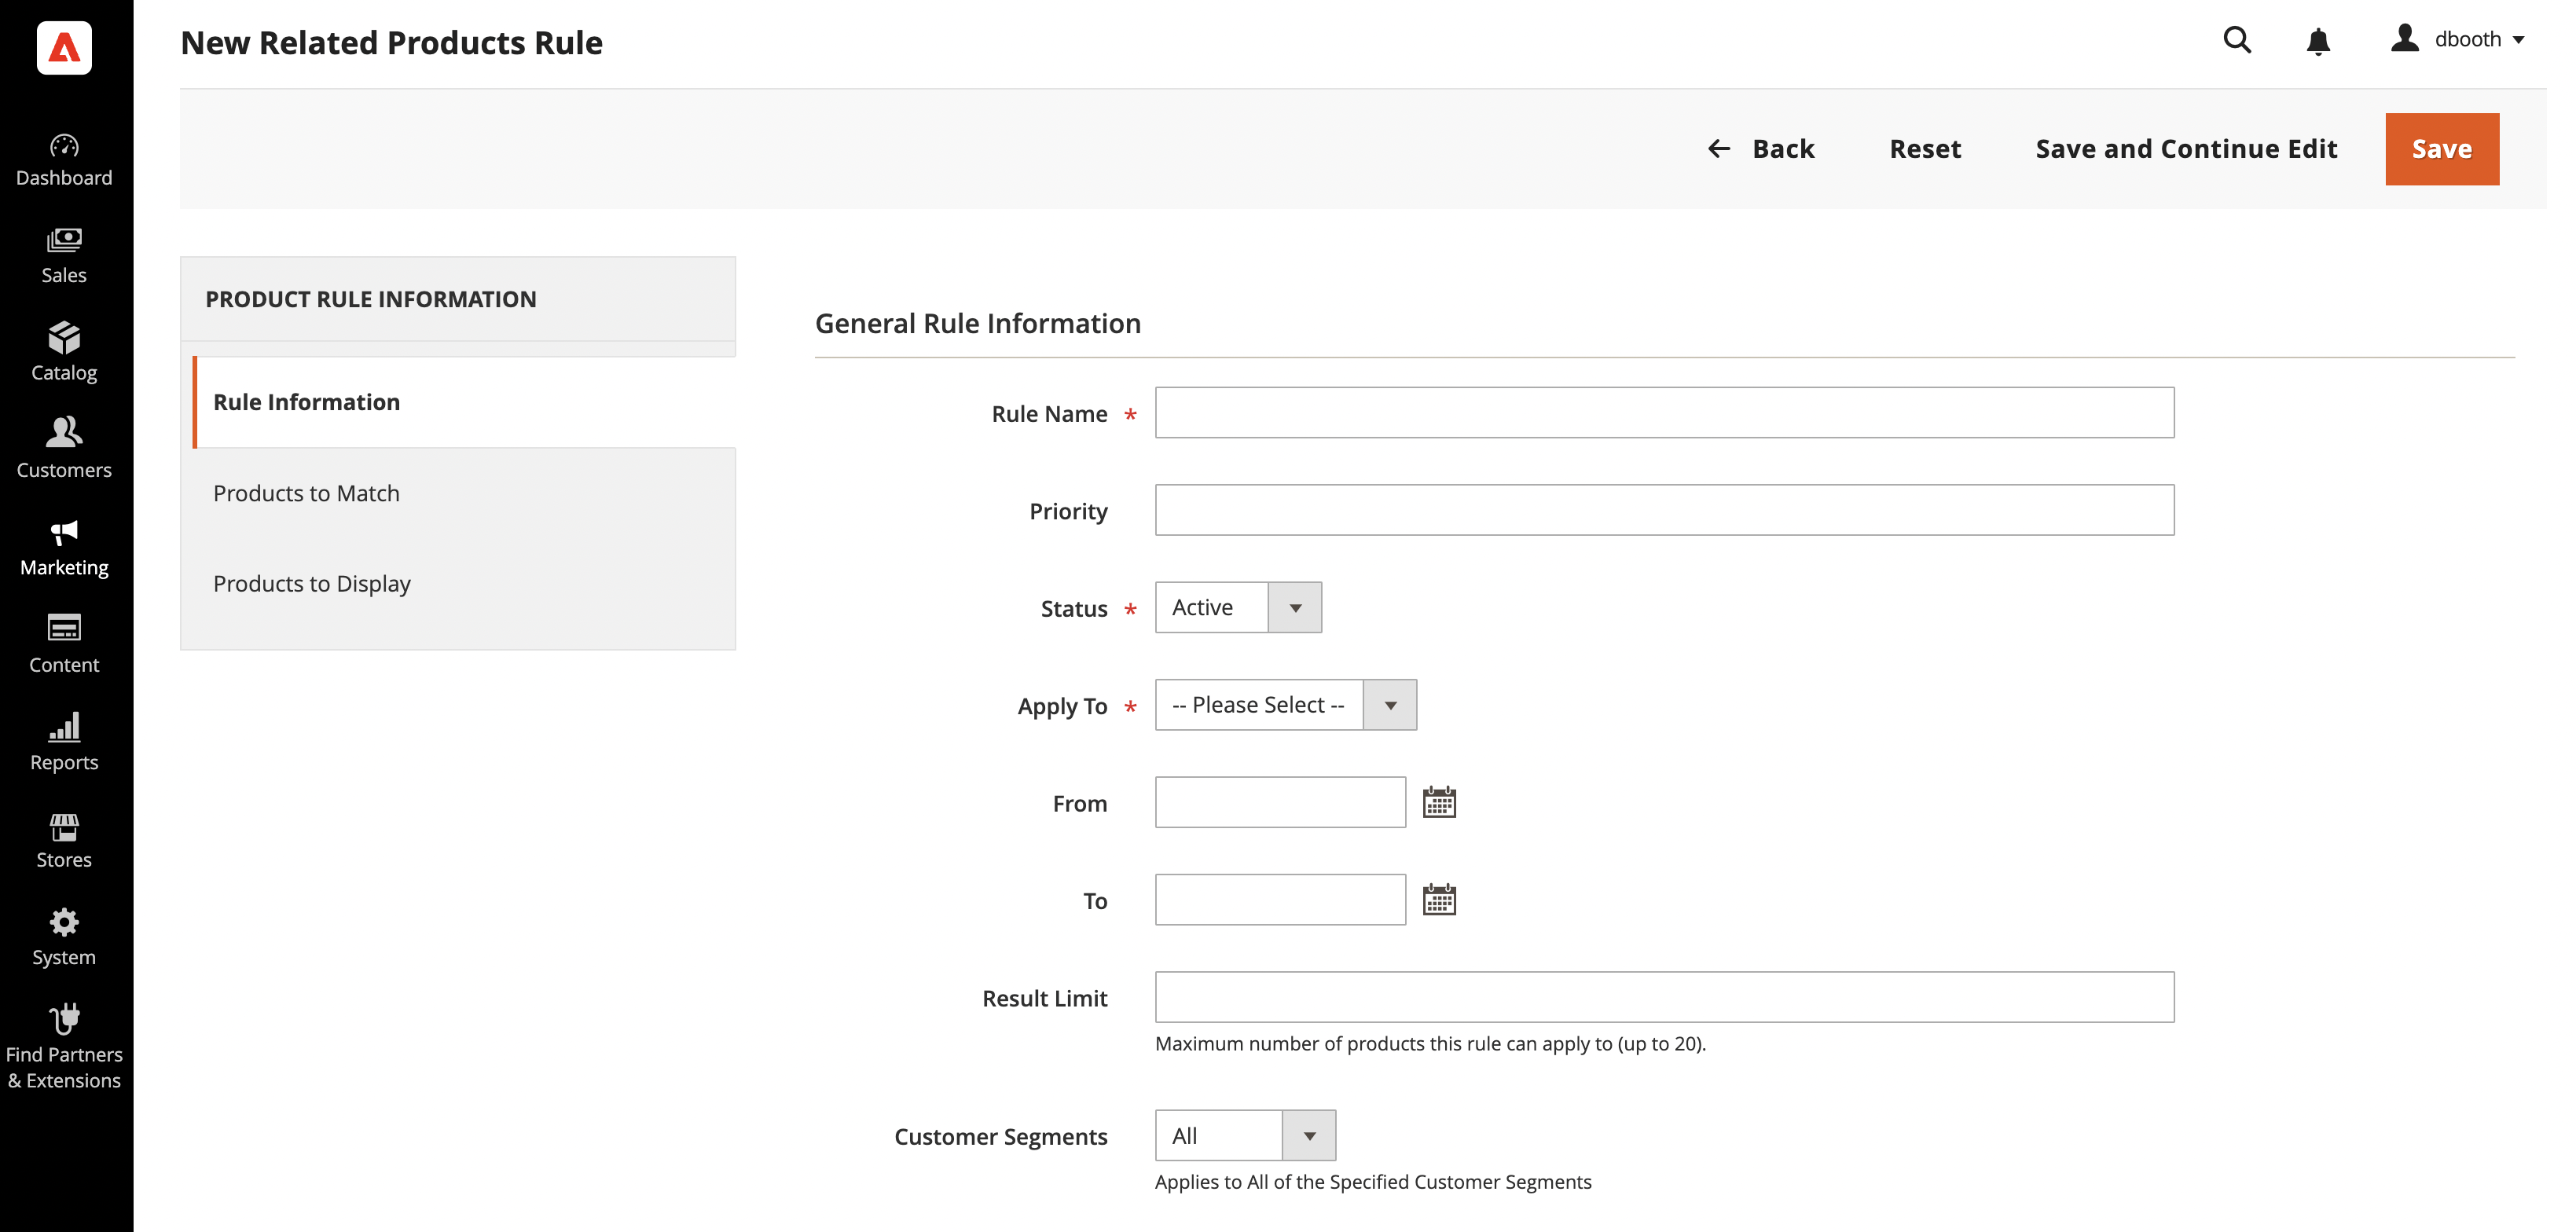 New Related Products Rule
dbooth
Back
Reset
Save and Continue Edit
Save
Dashboard
Sales
Catalog
Customers
Marketing
Content
Reports
Stores
System
Find Partners
& Extensions
PRODUCT RULE INFORMATION
Rule Information
Products to Match
Products to Display
General Rule Information
Rule Name *
Priority
Status * Active
Apply To * -- Please Select --
From
To
Result Limit
Maximum number of products this rule can apply to (up to 20).
Customer Segments All
Applies to All of the Specified Customer Segments